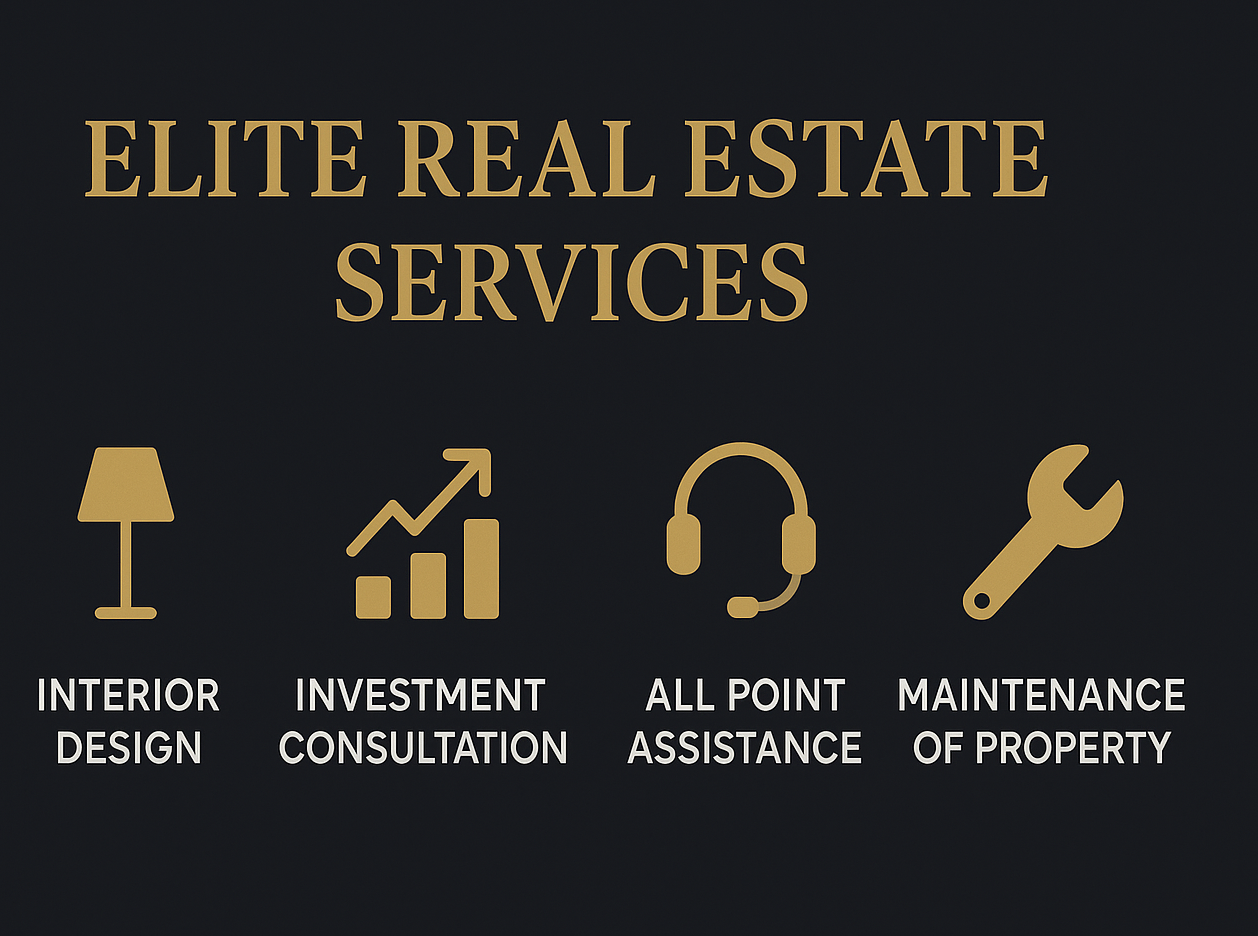 ELITE REAL ESTATE
SERVICES
INTERIOR
DESIGN
INVESTMENT
CONSULTATION
ALL POINT
ASSISTANCE
MAINTENANCE
OF PROPERTY